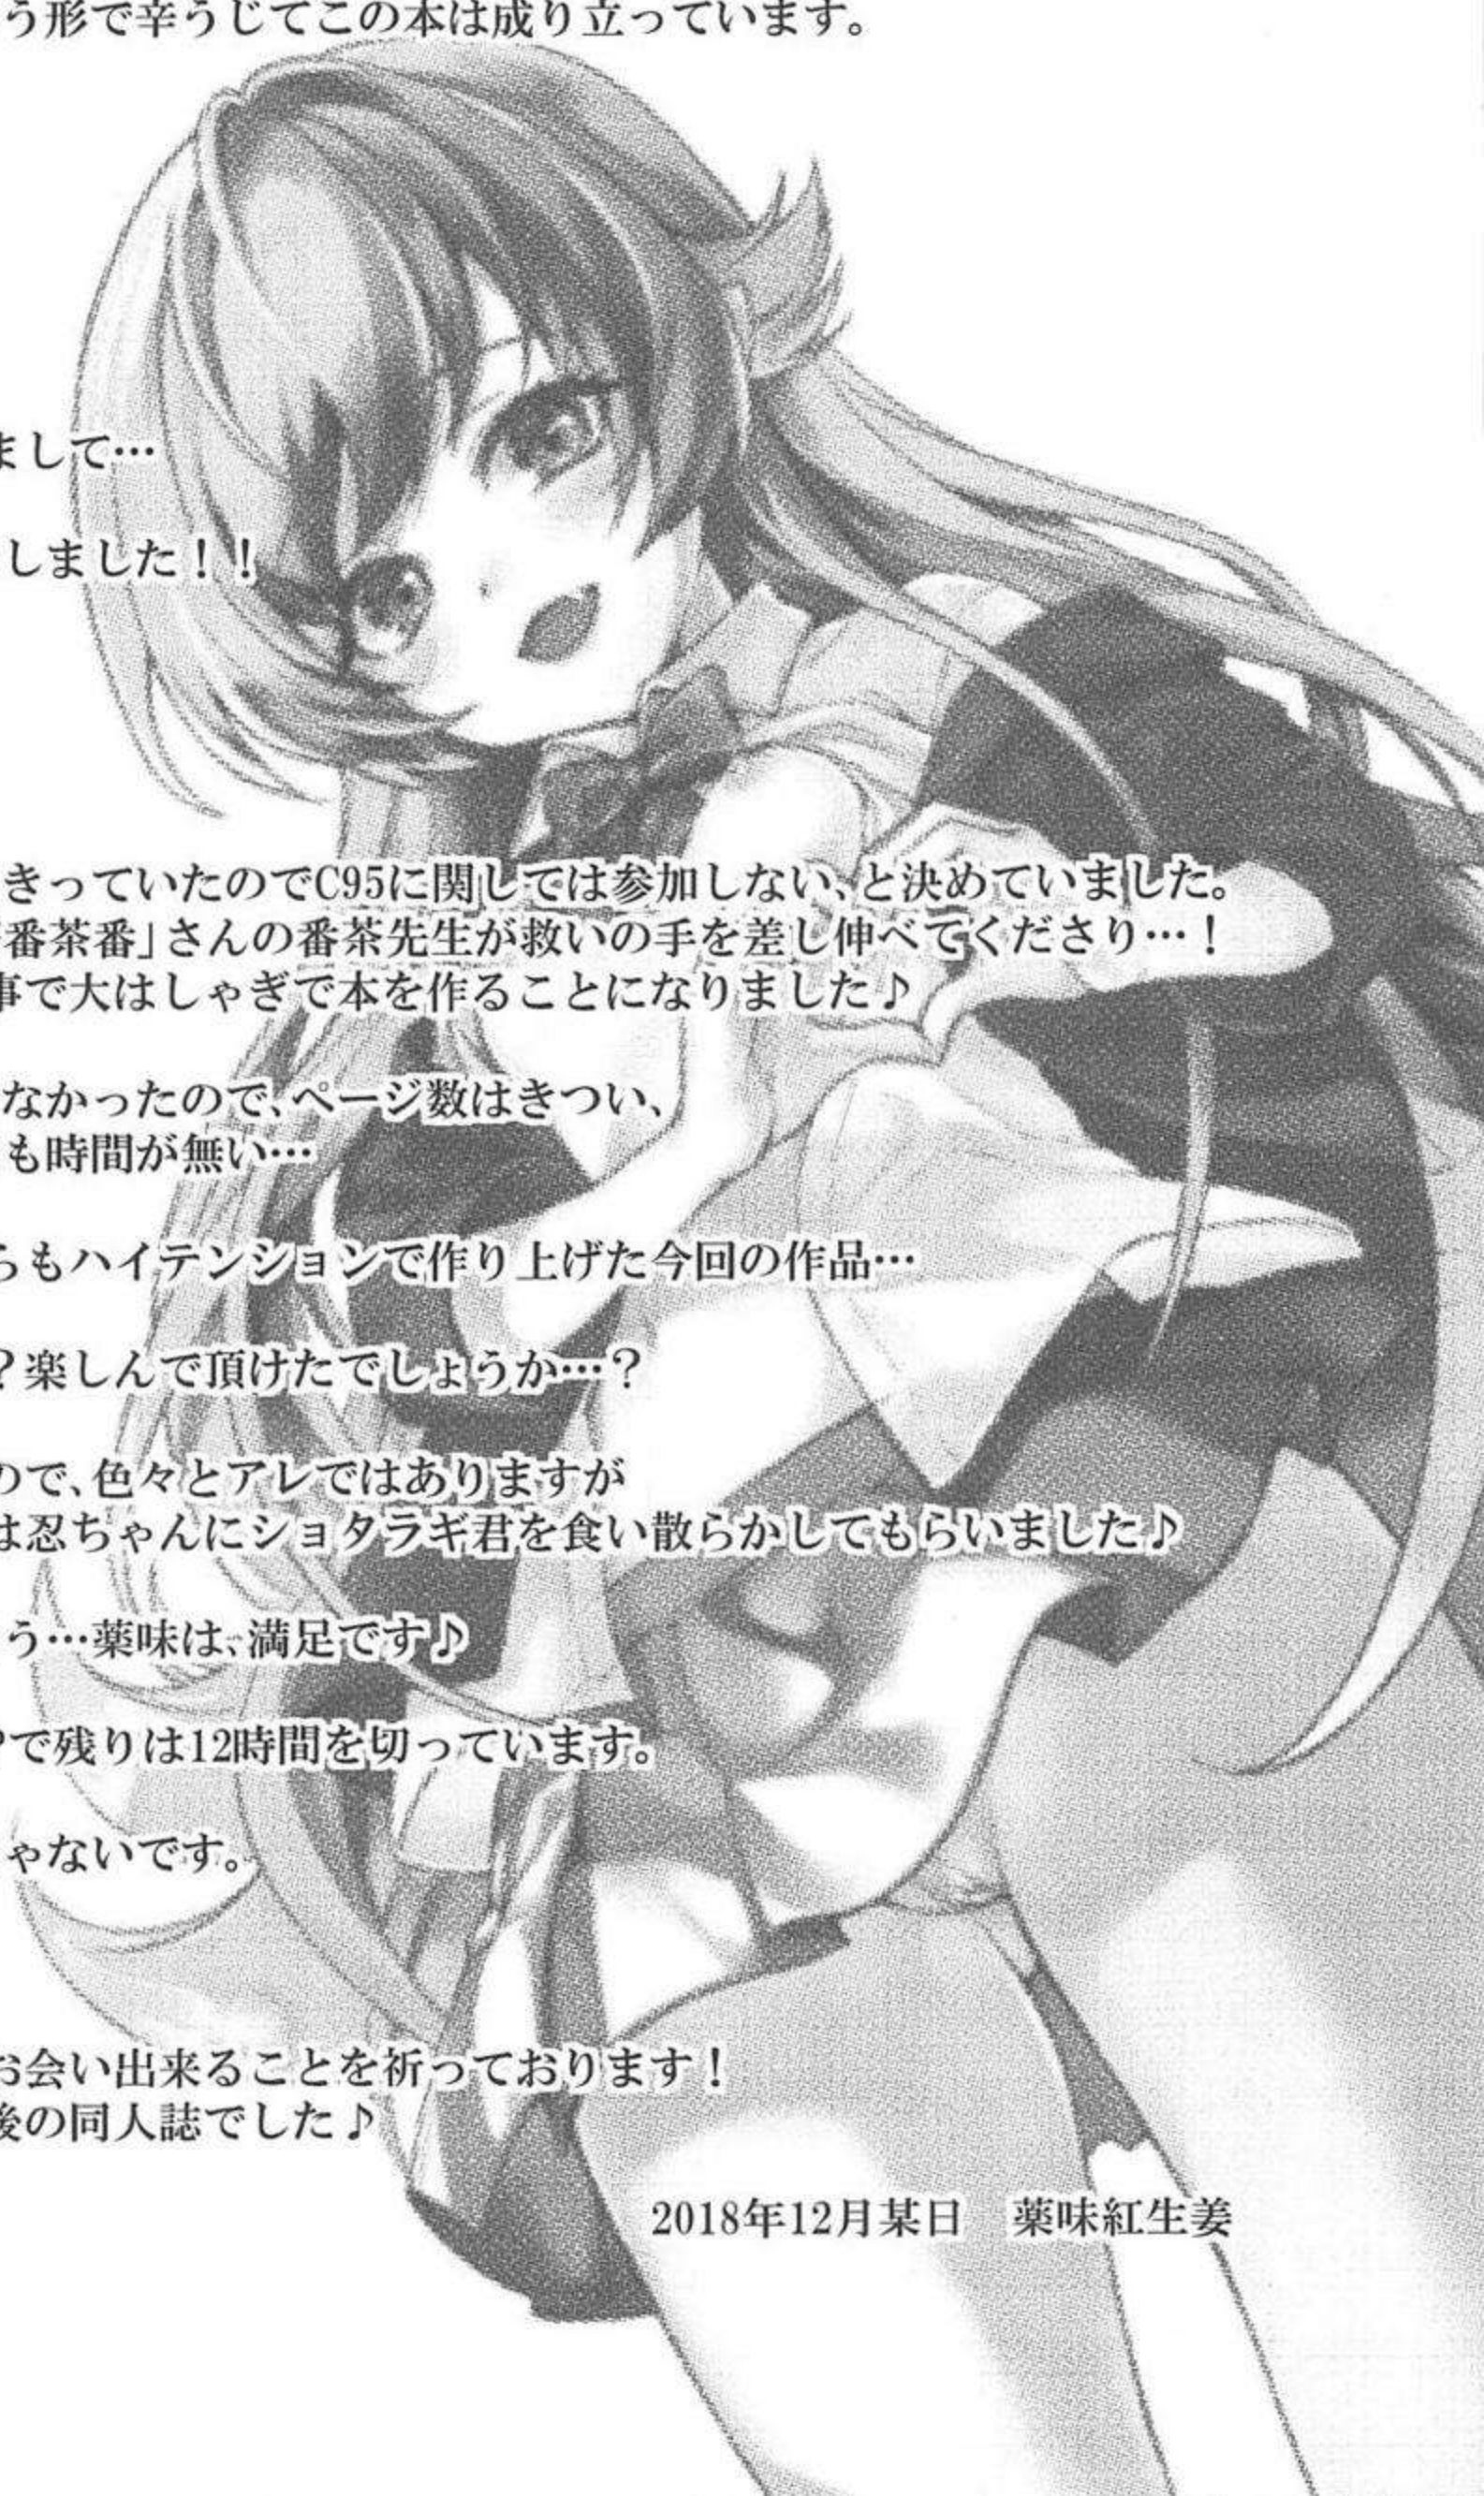 う形で辛うじてこの本は成り立っています。
まして…
しました！！
きっていたのでC95に関しては参加しない、と決めていました。
番茶番」さんの番茶先生が救いの手を差し伸べてくださり…！
事で大はしゃぎで本を作ることになりました♪
なかったので、ページ数はきつい、
も時間が無い…
らもハイテンションで作り上げた今回の作品…
？楽しんで頂けたでしょうか…？
ので、色々とアレではありますが
は忍ちゃんにショタラギ君を食い散らかしてもらいました♪
う…薬味は、満足です♪
で残りは12時間を切っています。
ゃないです。
お会い出来ることを祈っております！
後の同人誌でした♪
2018年12月某日　薬味紅生姜